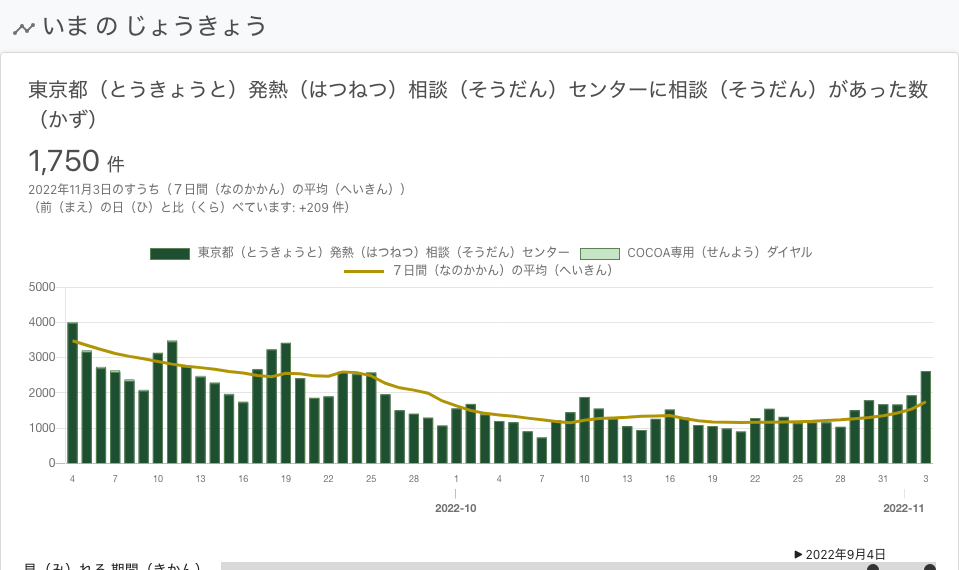 いま の じょうきょう
東京都（とうきょうと）発熱（はつねつ）相談（そうだん）センターに相談（そうだん）があった数
（かず）
1,750 件
2022年11月3日のすうち（７日間（なのかかん）の平均（へいきん））
（前（まえ）の日（ひ）と比（くら）べています: +209 件）
東京都（とうきょうと）発熱（はつねつ）相談（そうだん）センター COCOA専用（せんよう）ダイヤル
７日間（なのかかん）の平均（へいきん）
5000
4000
3000
2000
1000
0
4 7 10 13 16 19 22 25 28 1 4 7 10 13 16 19 22 25 28 31 3
2022-10 2022-11
2022年9月4日
見（み）れる 期間（きかん）